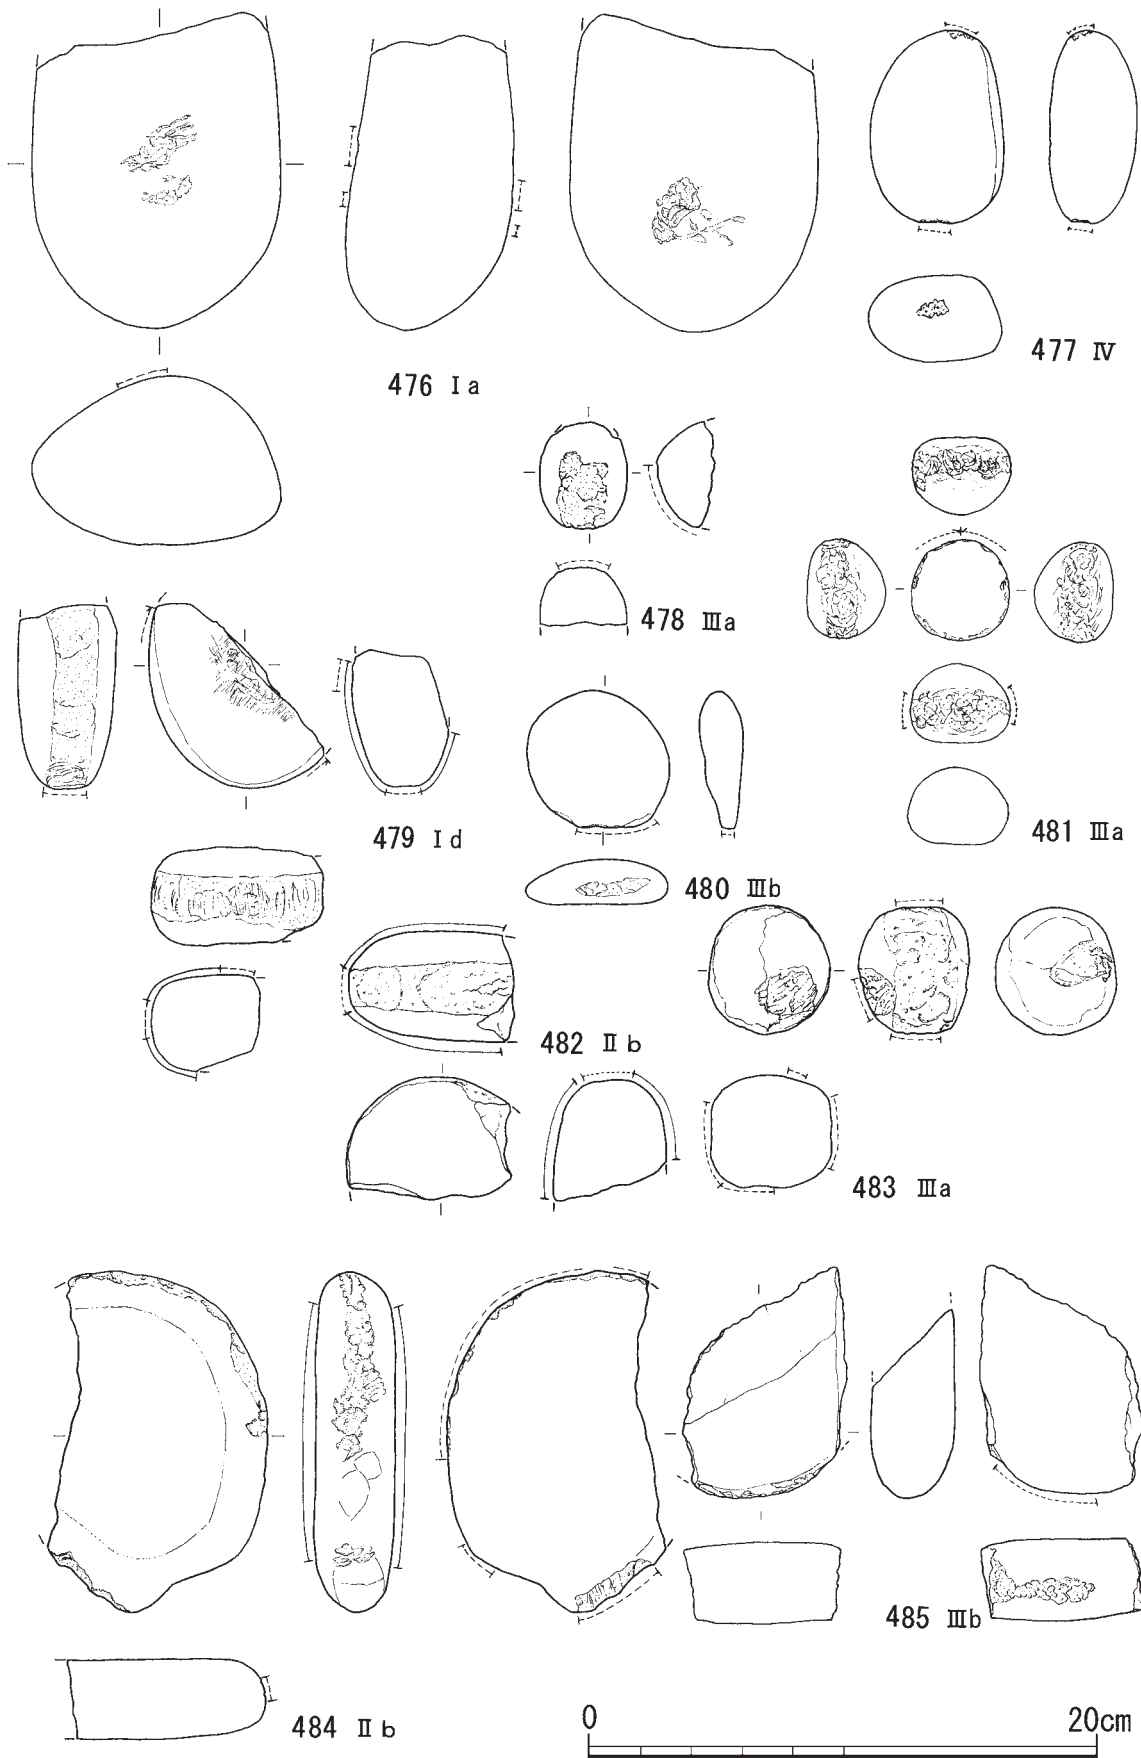 477 Ⅳ
476 Ⅰa
478 Ⅲa
481 Ⅲa
479 Ⅰd
480 Ⅲb
482 Ⅱb
483 Ⅲa
485 Ⅲb
484 Ⅱb
0 20cm